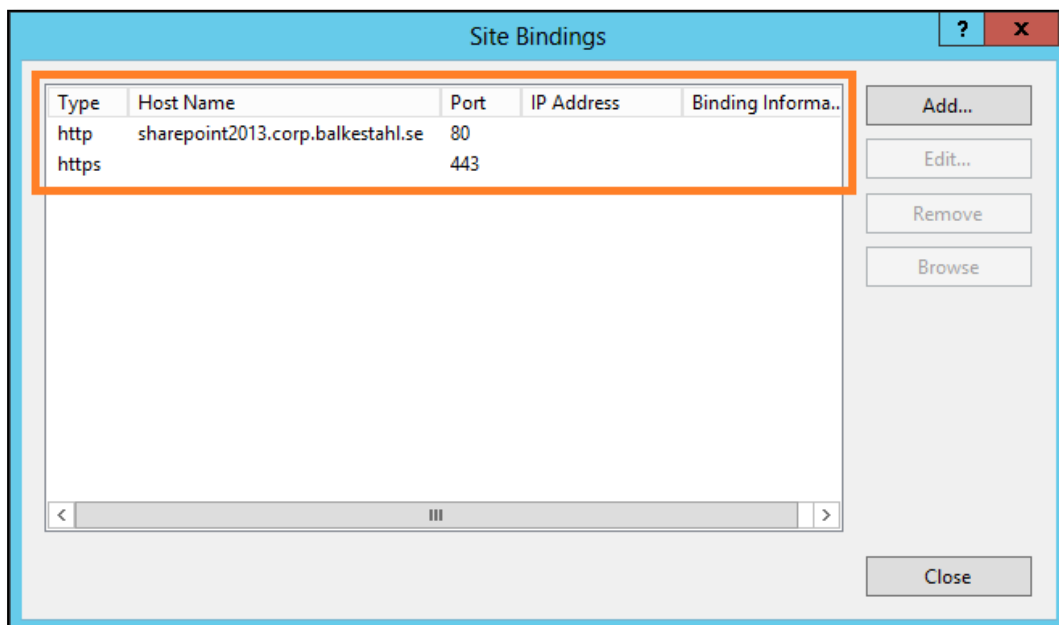 Site Bindings
?
x
Type Host Name Port IP Address Binding Informa..
http sharepoint2013.corp.balkestahl.se 80
https 443
Add...
Edit...
Remove
Browse
Close